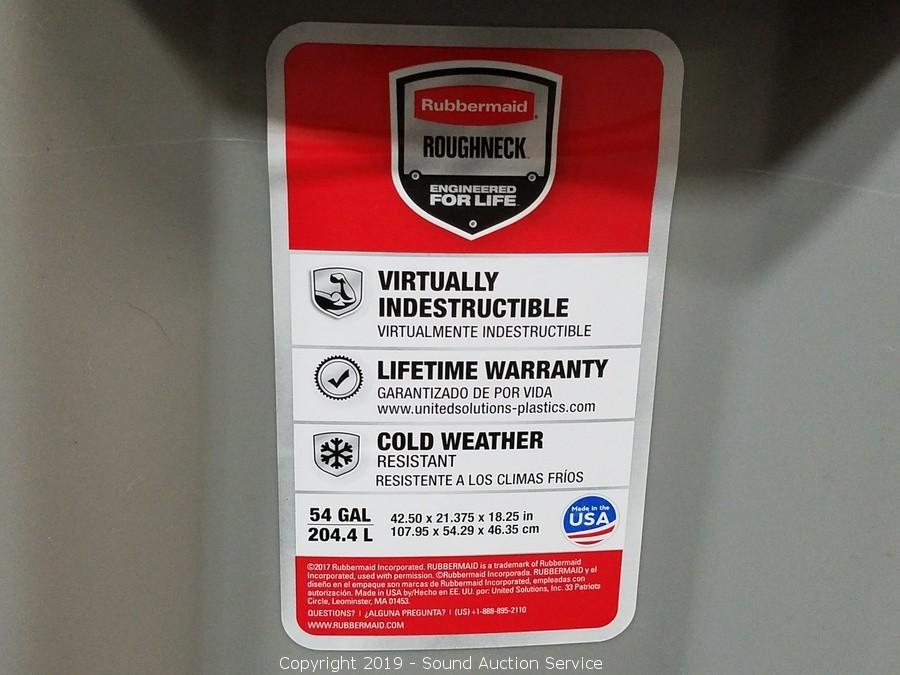 Rubbermaid
ROUGHNECK
ENGINEERED
FOR LIFE
VIRTUALLY
INDESTRUCTIBLE
VIRTUALMENTE INDESTRUCTIBLE
LIFETIME WARRANTY
GARANTIZADO DE POR VIDA
www.unitedsolutions-plastics.com
COLD WEATHER
RESISTANT
RESISTENTE A LOS CLIMAS FRÍOS
54 GAL
204.4 L
42.50 x 21.375 x 18.25 in
107.95 x 54.29 x 46.35 cm
Made in the
USA
©2017 Rubbermaid Incorporated. RUBBERMAID is a trademark of Rubbermaid
Incorporated, used with permission. ©Rubbermaid Incorporada. RUBBERMAID y el
diseño en el empaque son marcas de Rubbermaid Incorporated, empleadas con
autorización. Made in USA by/Hecho en EE. UU. por: United Solutions, Inc. 33 Patriots
Circle, Leominster, MA 01453.
QUESTIONS? | ¿ALGUNA PREGUNTA? | (US) +1-888-895-2110
WWW.RUBBERMAID.COM
Copyright 2019 - Sound Auction Service